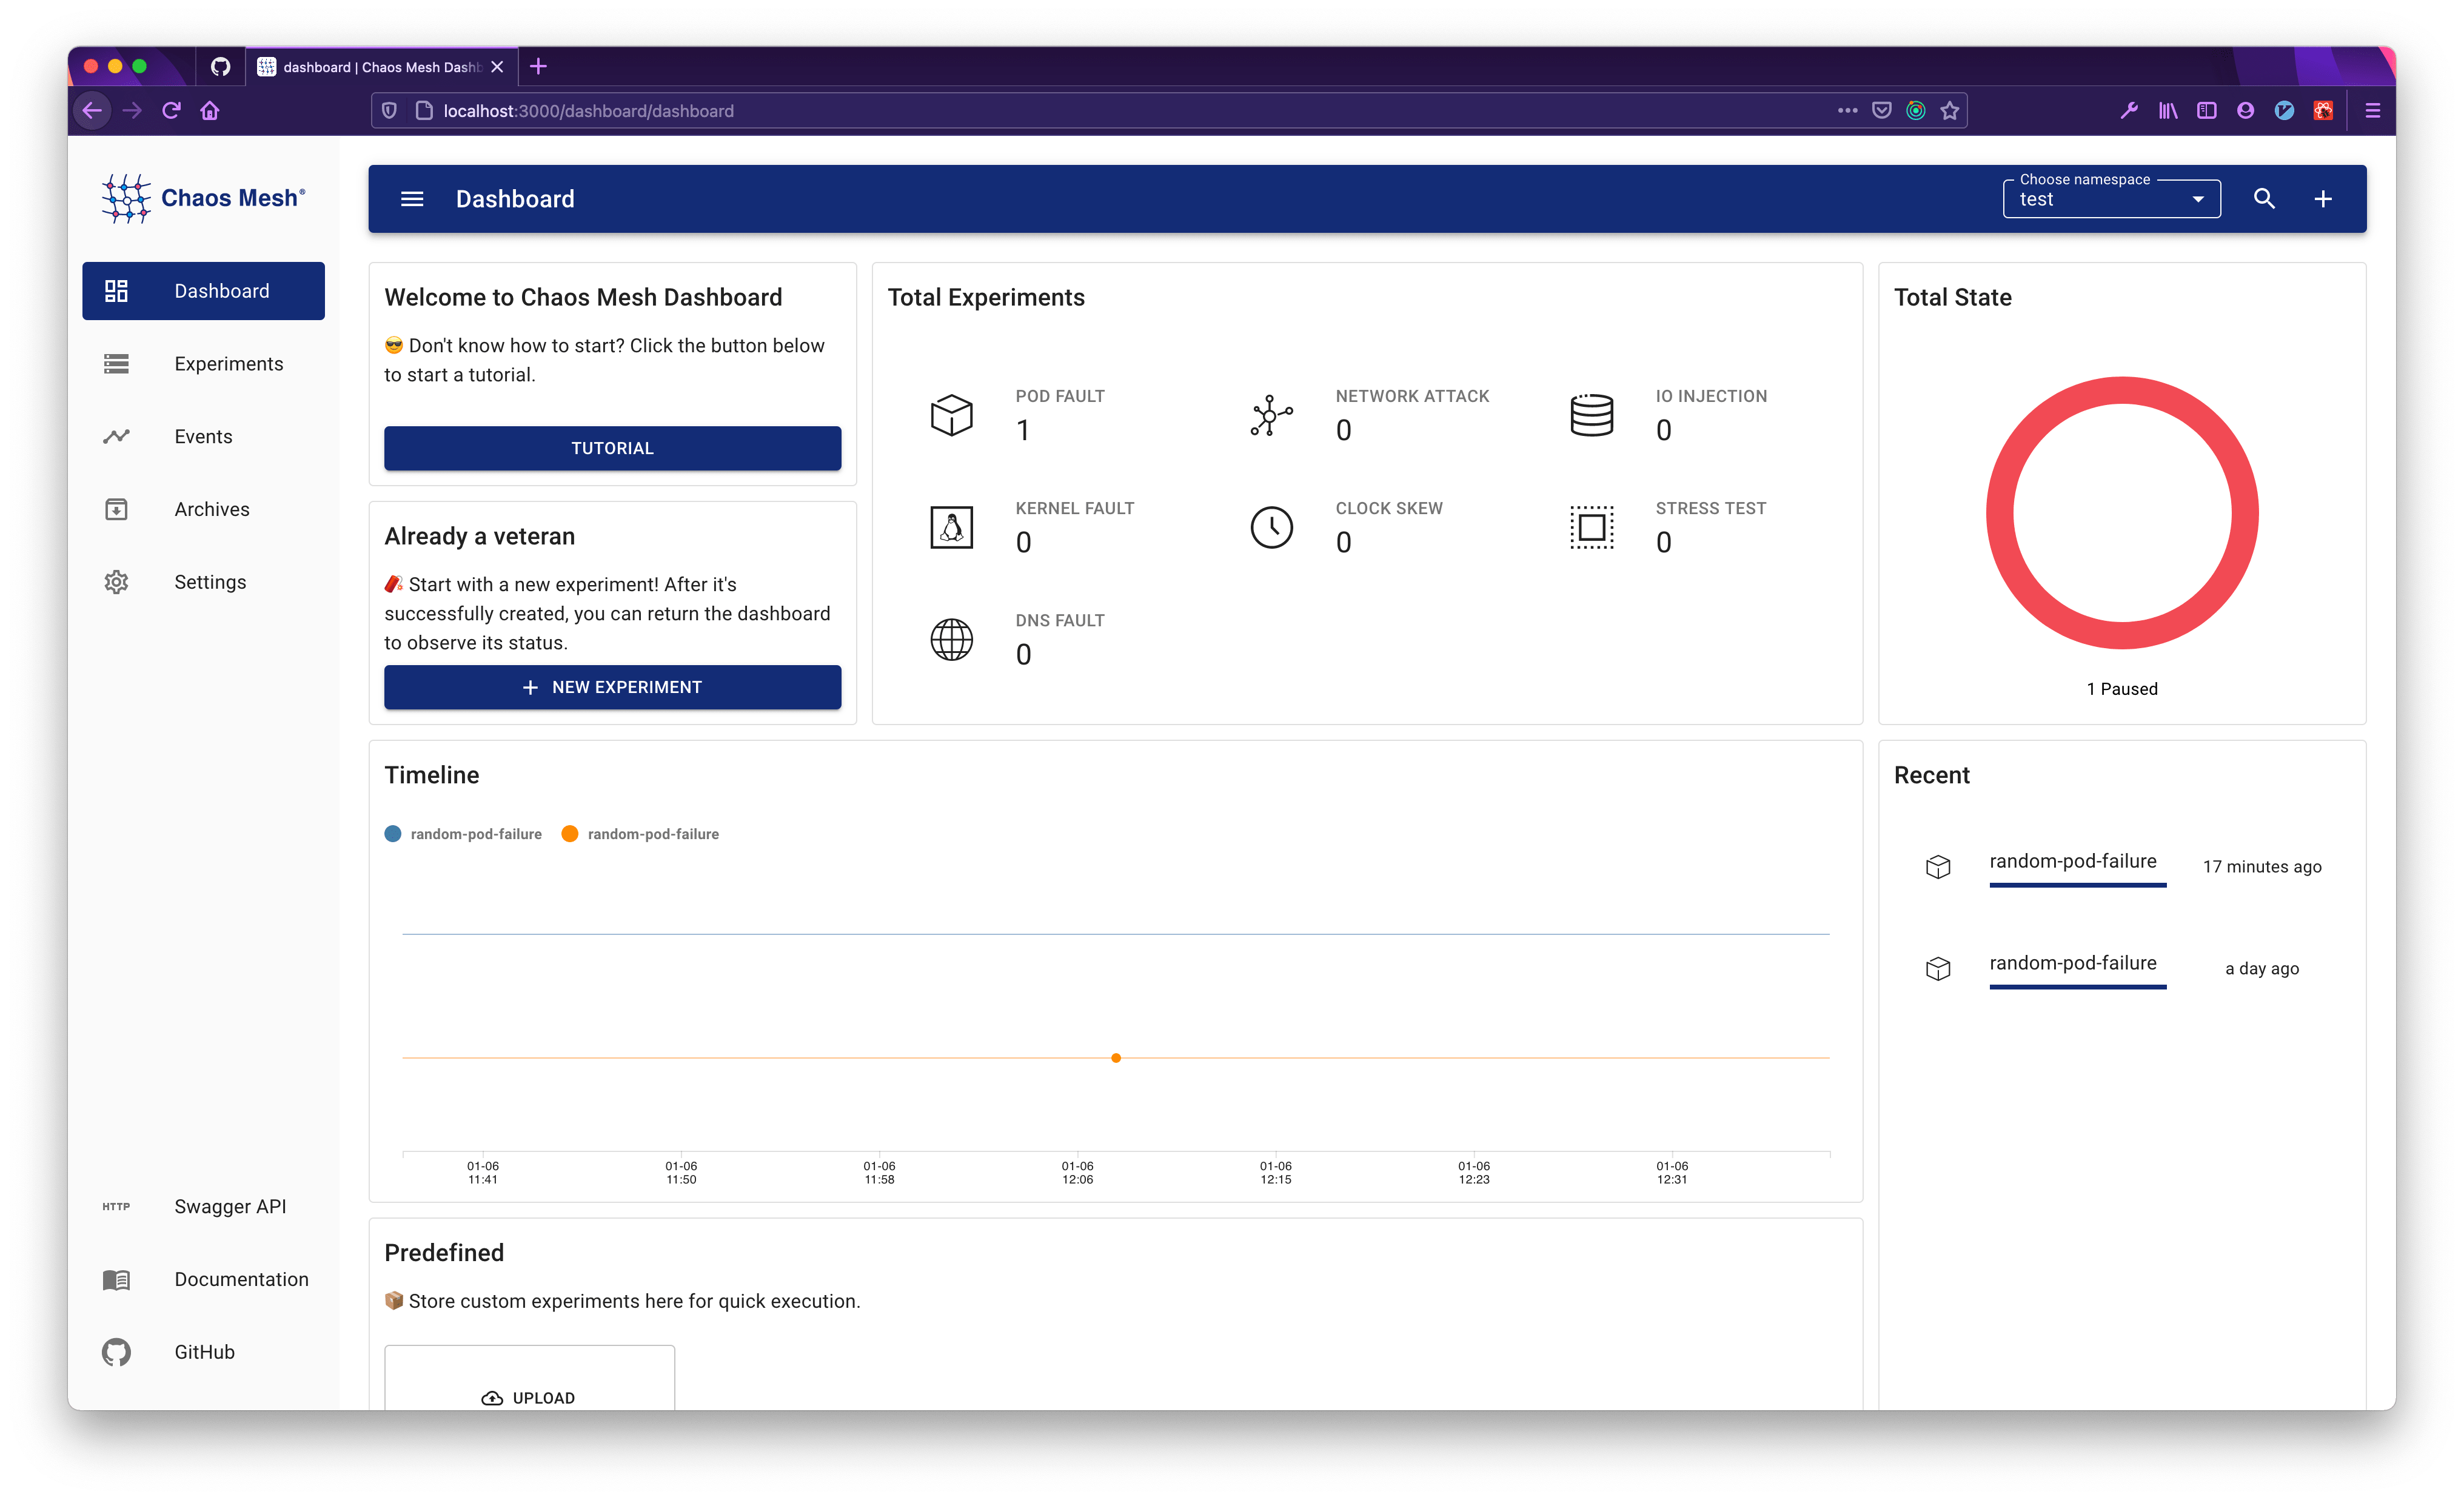 dashboard | Chaos Mesh Dashb
localhost:3000/dashboard/dashboard
Chaos Mesh®
Dashboard
Experiments
Events
Archives
Settings
HTTP Swagger API
Documentation
GitHub
Dashboard
Choose namespace
test
Welcome to Chaos Mesh Dashboard
😎 Don't know how to start? Click the button below
to start a tutorial.
TUTORIAL
Already a veteran
🧨 Start with a new experiment! After it's
successfully created, you can return the dashboard
to observe its status.
+ NEW EXPERIMENT
Total Experiments
POD FAULT
1
NETWORK ATTACK
0
IO INJECTION
0
KERNEL FAULT
0
CLOCK SKEW
0
STRESS TEST
0
DNS FAULT
0
Total State
1 Paused
Timeline
random-pod-failure random-pod-failure
01-06 01-06 01-06 01-06 01-06 01-06 01-06
11:41 11:50 11:58 12:06 12:15 12:23 12:31
Recent
random-pod-failure 17 minutes ago
random-pod-failure a day ago
Predefined
📦 Store custom experiments here for quick execution.
UPLOAD